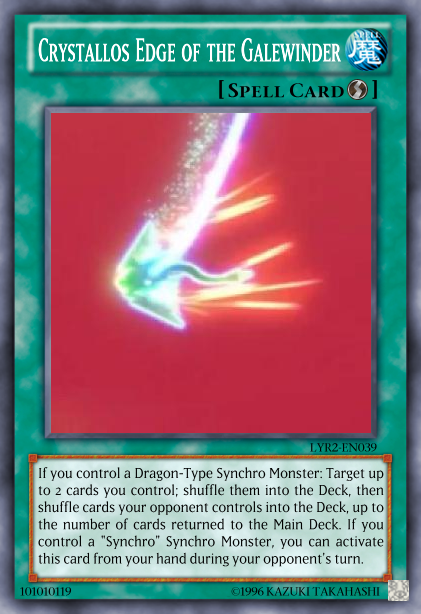 Crystallos Edge of the Galewinder
SPELL
魔
[Spell Card]
LYR2-EN039
If you control a Dragon-Type Synchro Monster: Target up
to 2 cards you control; shuffle them into the Deck, then
shuffle cards your opponent controls into the Deck, up to
the number of cards returned to the Main Deck. If you
control a "Synchro" Synchro Monster, you can activate
this card from your hand during your opponent's turn.
101010119
©1996 KAZUKI TAKAHASHI